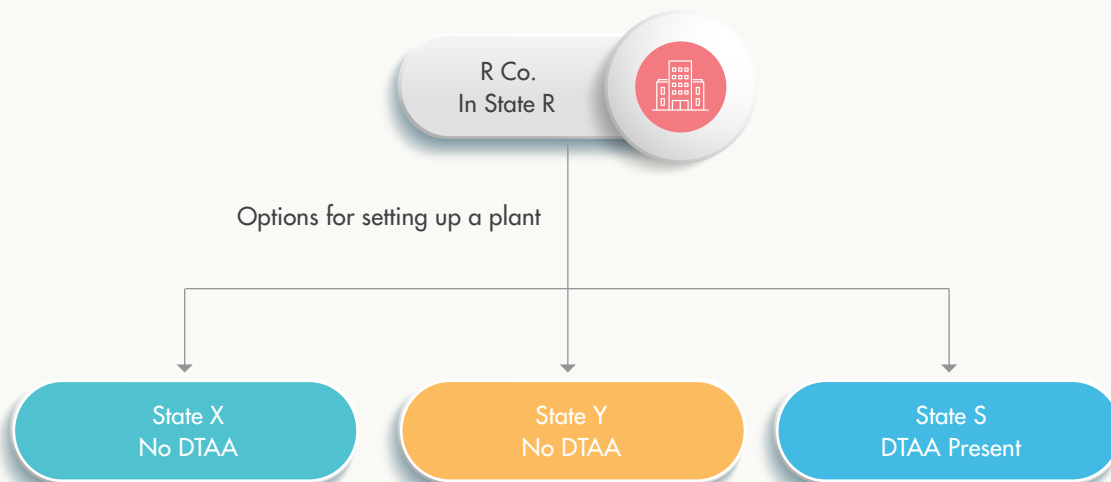 R Co.
In State R
Options for setting up a plant
State X
No DTAA
State Y
No DTAA
State S
DTAA Present